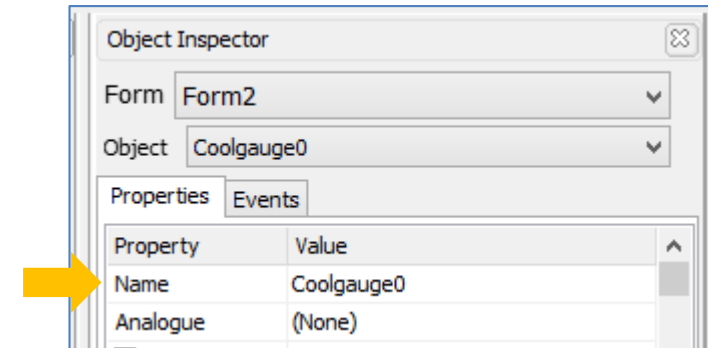 Object Inspector
Form Form2
Object Coolgauge0
Properties Events
Property Value
Name Coolgauge0
Analogue (None)